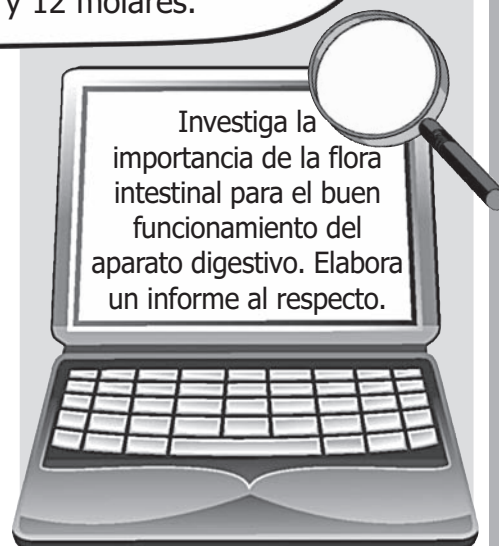 y 12 molares.
Investiga la
importancia de la flora
intestinal para el buen
funcionamiento del
aparato digestivo. Elabora
un informe al respecto.